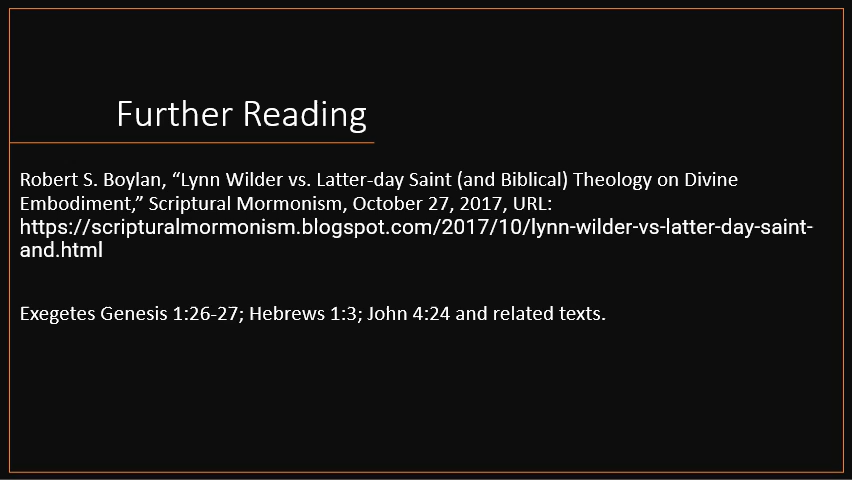 Further Reading
Robert S. Boylan, “Lynn Wilder vs. Latter-day Saint (and Biblical) Theology on Divine
Embodiment,” Scriptural Mormonism, October 27, 2017, URL:
https://scripturalmormonism.blogspot.com/2017/10/lynn-wilder-vs-latter-day-saint-
and.html
Exegetes Genesis 1:26-27; Hebrews 1:3; John 4:24 and related texts.